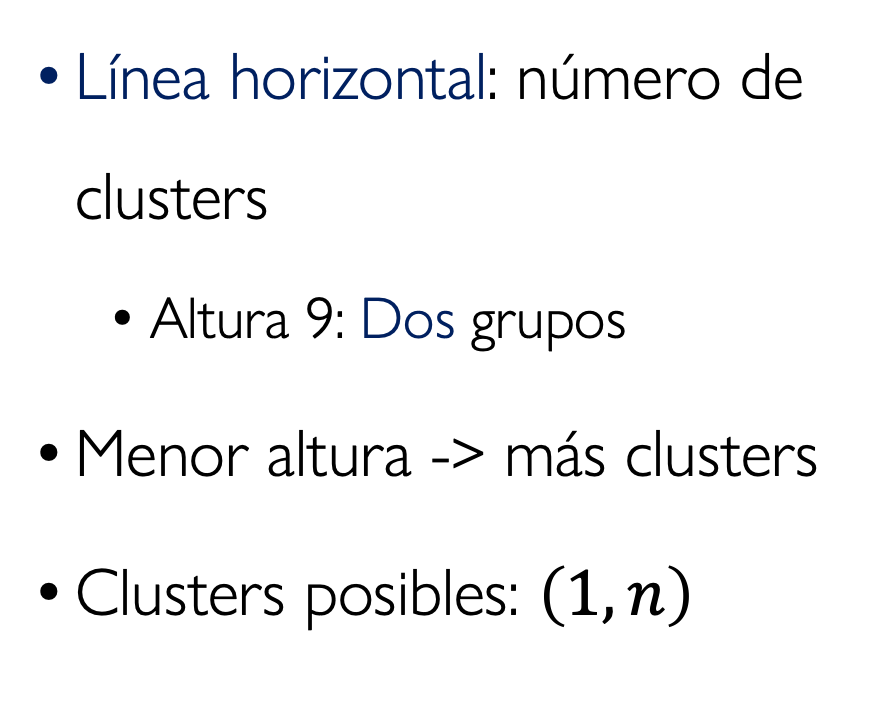 • Línea horizontal: número de
clusters
• Altura 9: Dos grupos
• Menor altura -> más clusters
• Clusters posibles: (1, n)